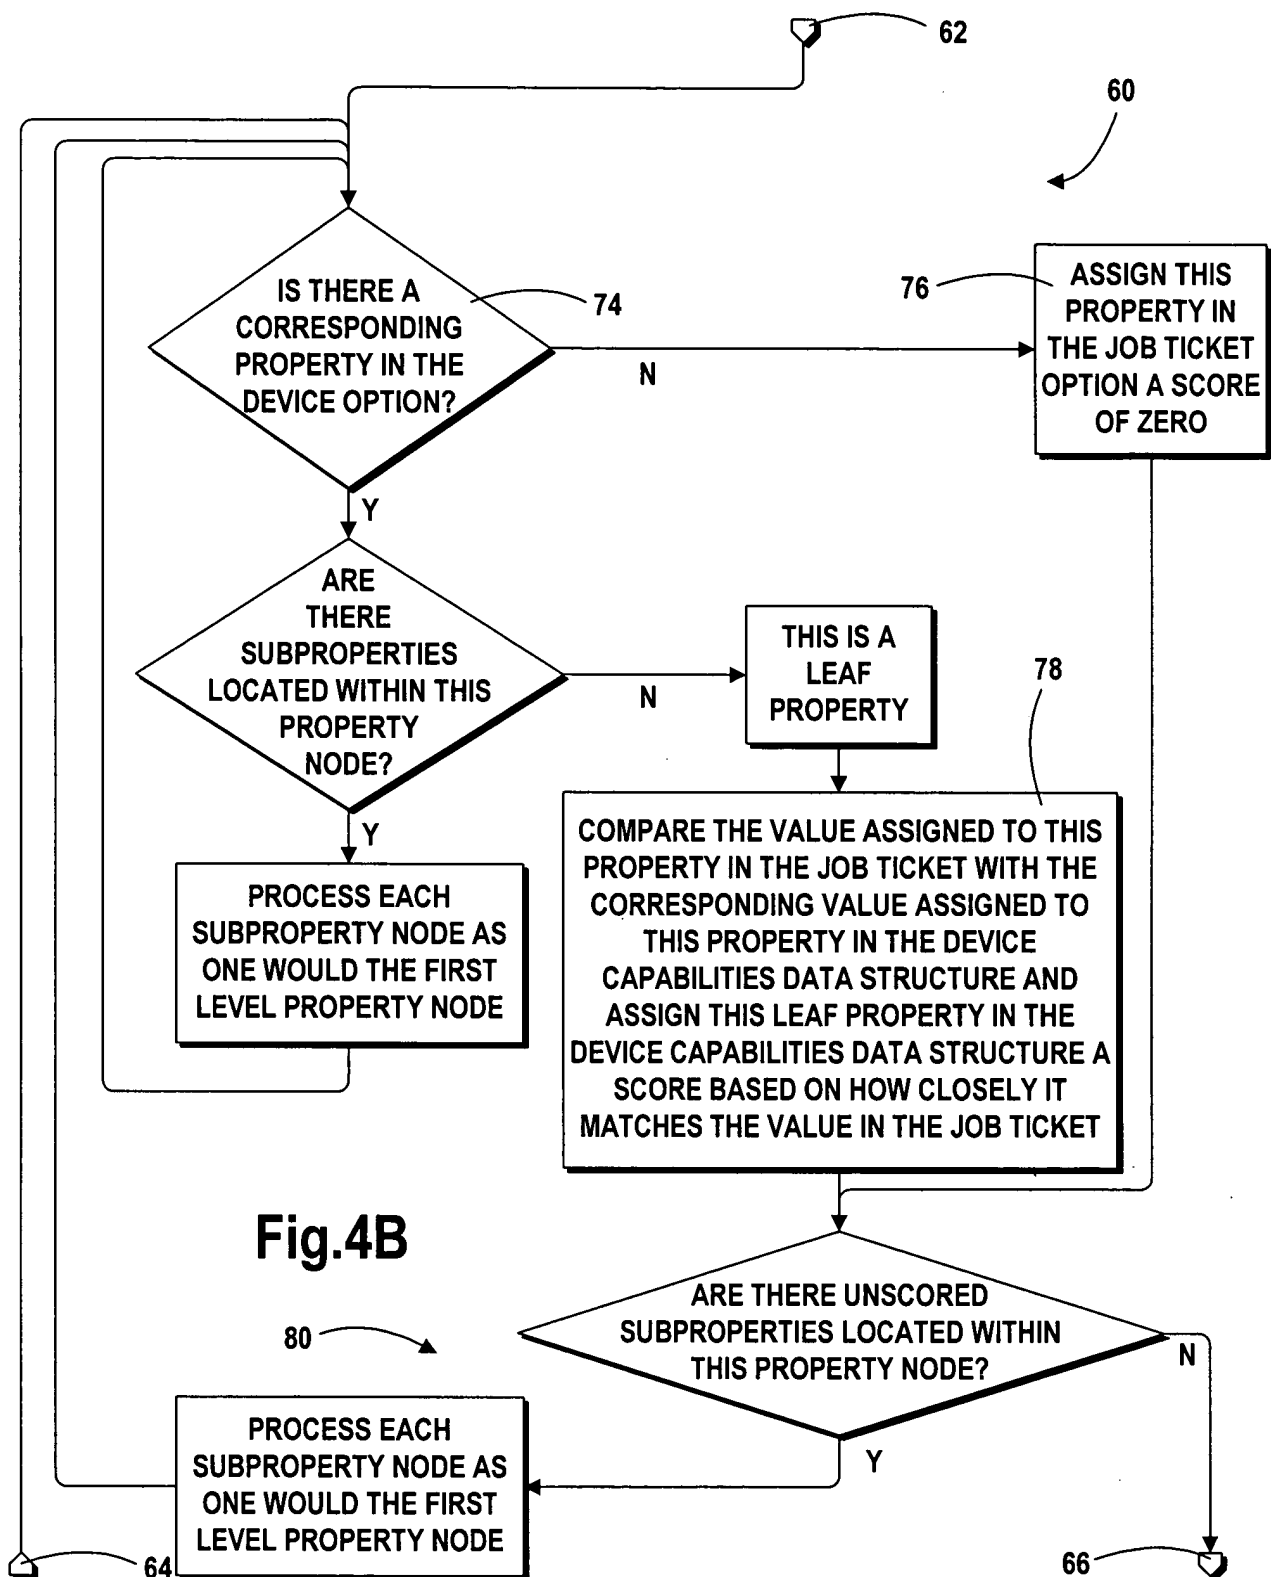 62
60
IS THERE A
CORRESPONDING
PROPERTY IN THE
DEVICE OPTION?
74
N
76
ASSIGN THIS
PROPERTY IN
THE JOB TICKET
OPTION A SCORE
OF ZERO
Y
ARE
THERE
SUBPROPERTIES
LOCATED WITHIN THIS
PROPERTY
NODE?
N
THIS IS A
LEAF
PROPERTY
78
Y
PROCESS EACH
SUBPROPERTY NODE AS
ONE WOULD THE FIRST
LEVEL PROPERTY NODE
COMPARE THE VALUE ASSIGNED TO THIS
PROPERTY IN THE JOB TICKET WITH THE
CORRESPONDING VALUE ASSIGNED TO
THIS PROPERTY IN THE DEVICE
CAPABILITIES DATA STRUCTURE AND
ASSIGN THIS LEAF PROPERTY IN THE
DEVICE CAPABILITIES DATA STRUCTURE A
SCORE BASED ON HOW CLOSELY IT
MATCHES THE VALUE IN THE JOB TICKET
Fig.4B
80
ARE THERE UNSCORED
SUBPROPERTIES LOCATED WITHIN
THIS PROPERTY NODE?
N
Y
PROCESS EACH
SUBPROPERTY NODE AS
ONE WOULD THE FIRST
LEVEL PROPERTY NODE
64
66